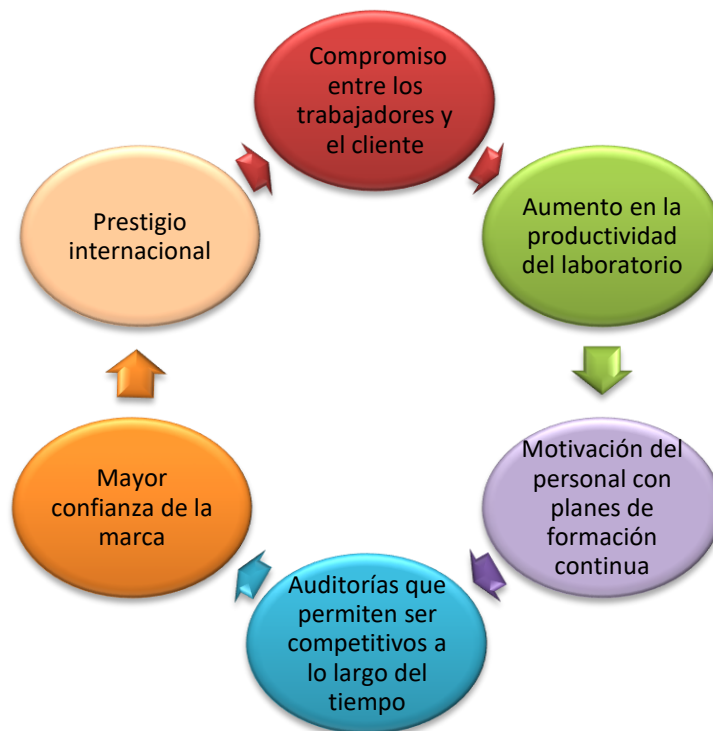 Compromiso
entre los
trabajadores y
el cliente
Aumento en la
productividad
del laboratorio
Motivación del
personal con
planes de
formación
continua
Auditorías que
permiten ser
competitivos a
lo largo del
tiempo
Mayor
confianza de la
marca
Prestigio
internacional